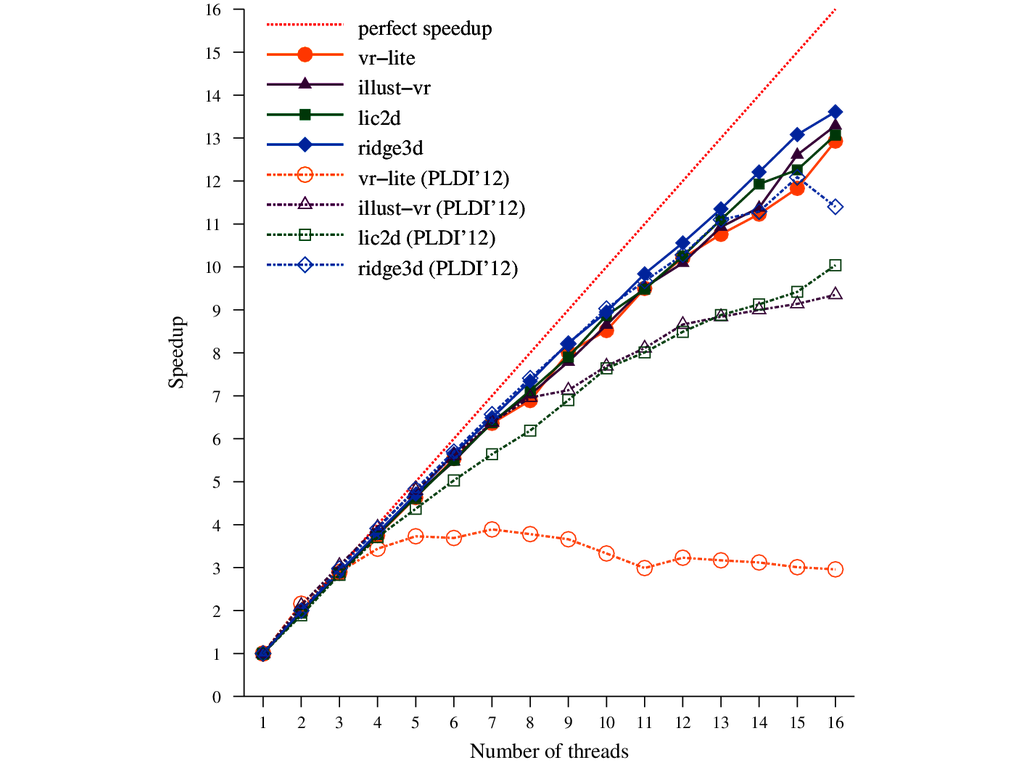 16
15
14
13
12
11
10
9
8
7
6
5
4
3
2
1
0
Speedup
perfect speedup
vr−lite
illust−vr
lic2d
ridge3d
vr−lite (PLDI’12)
illust−vr (PLDI’12)
lic2d (PLDI’12)
ridge3d (PLDI’12)
1 2 3 4 5 6 7 8 9 10 11 12 13 14 15 16
Number of threads